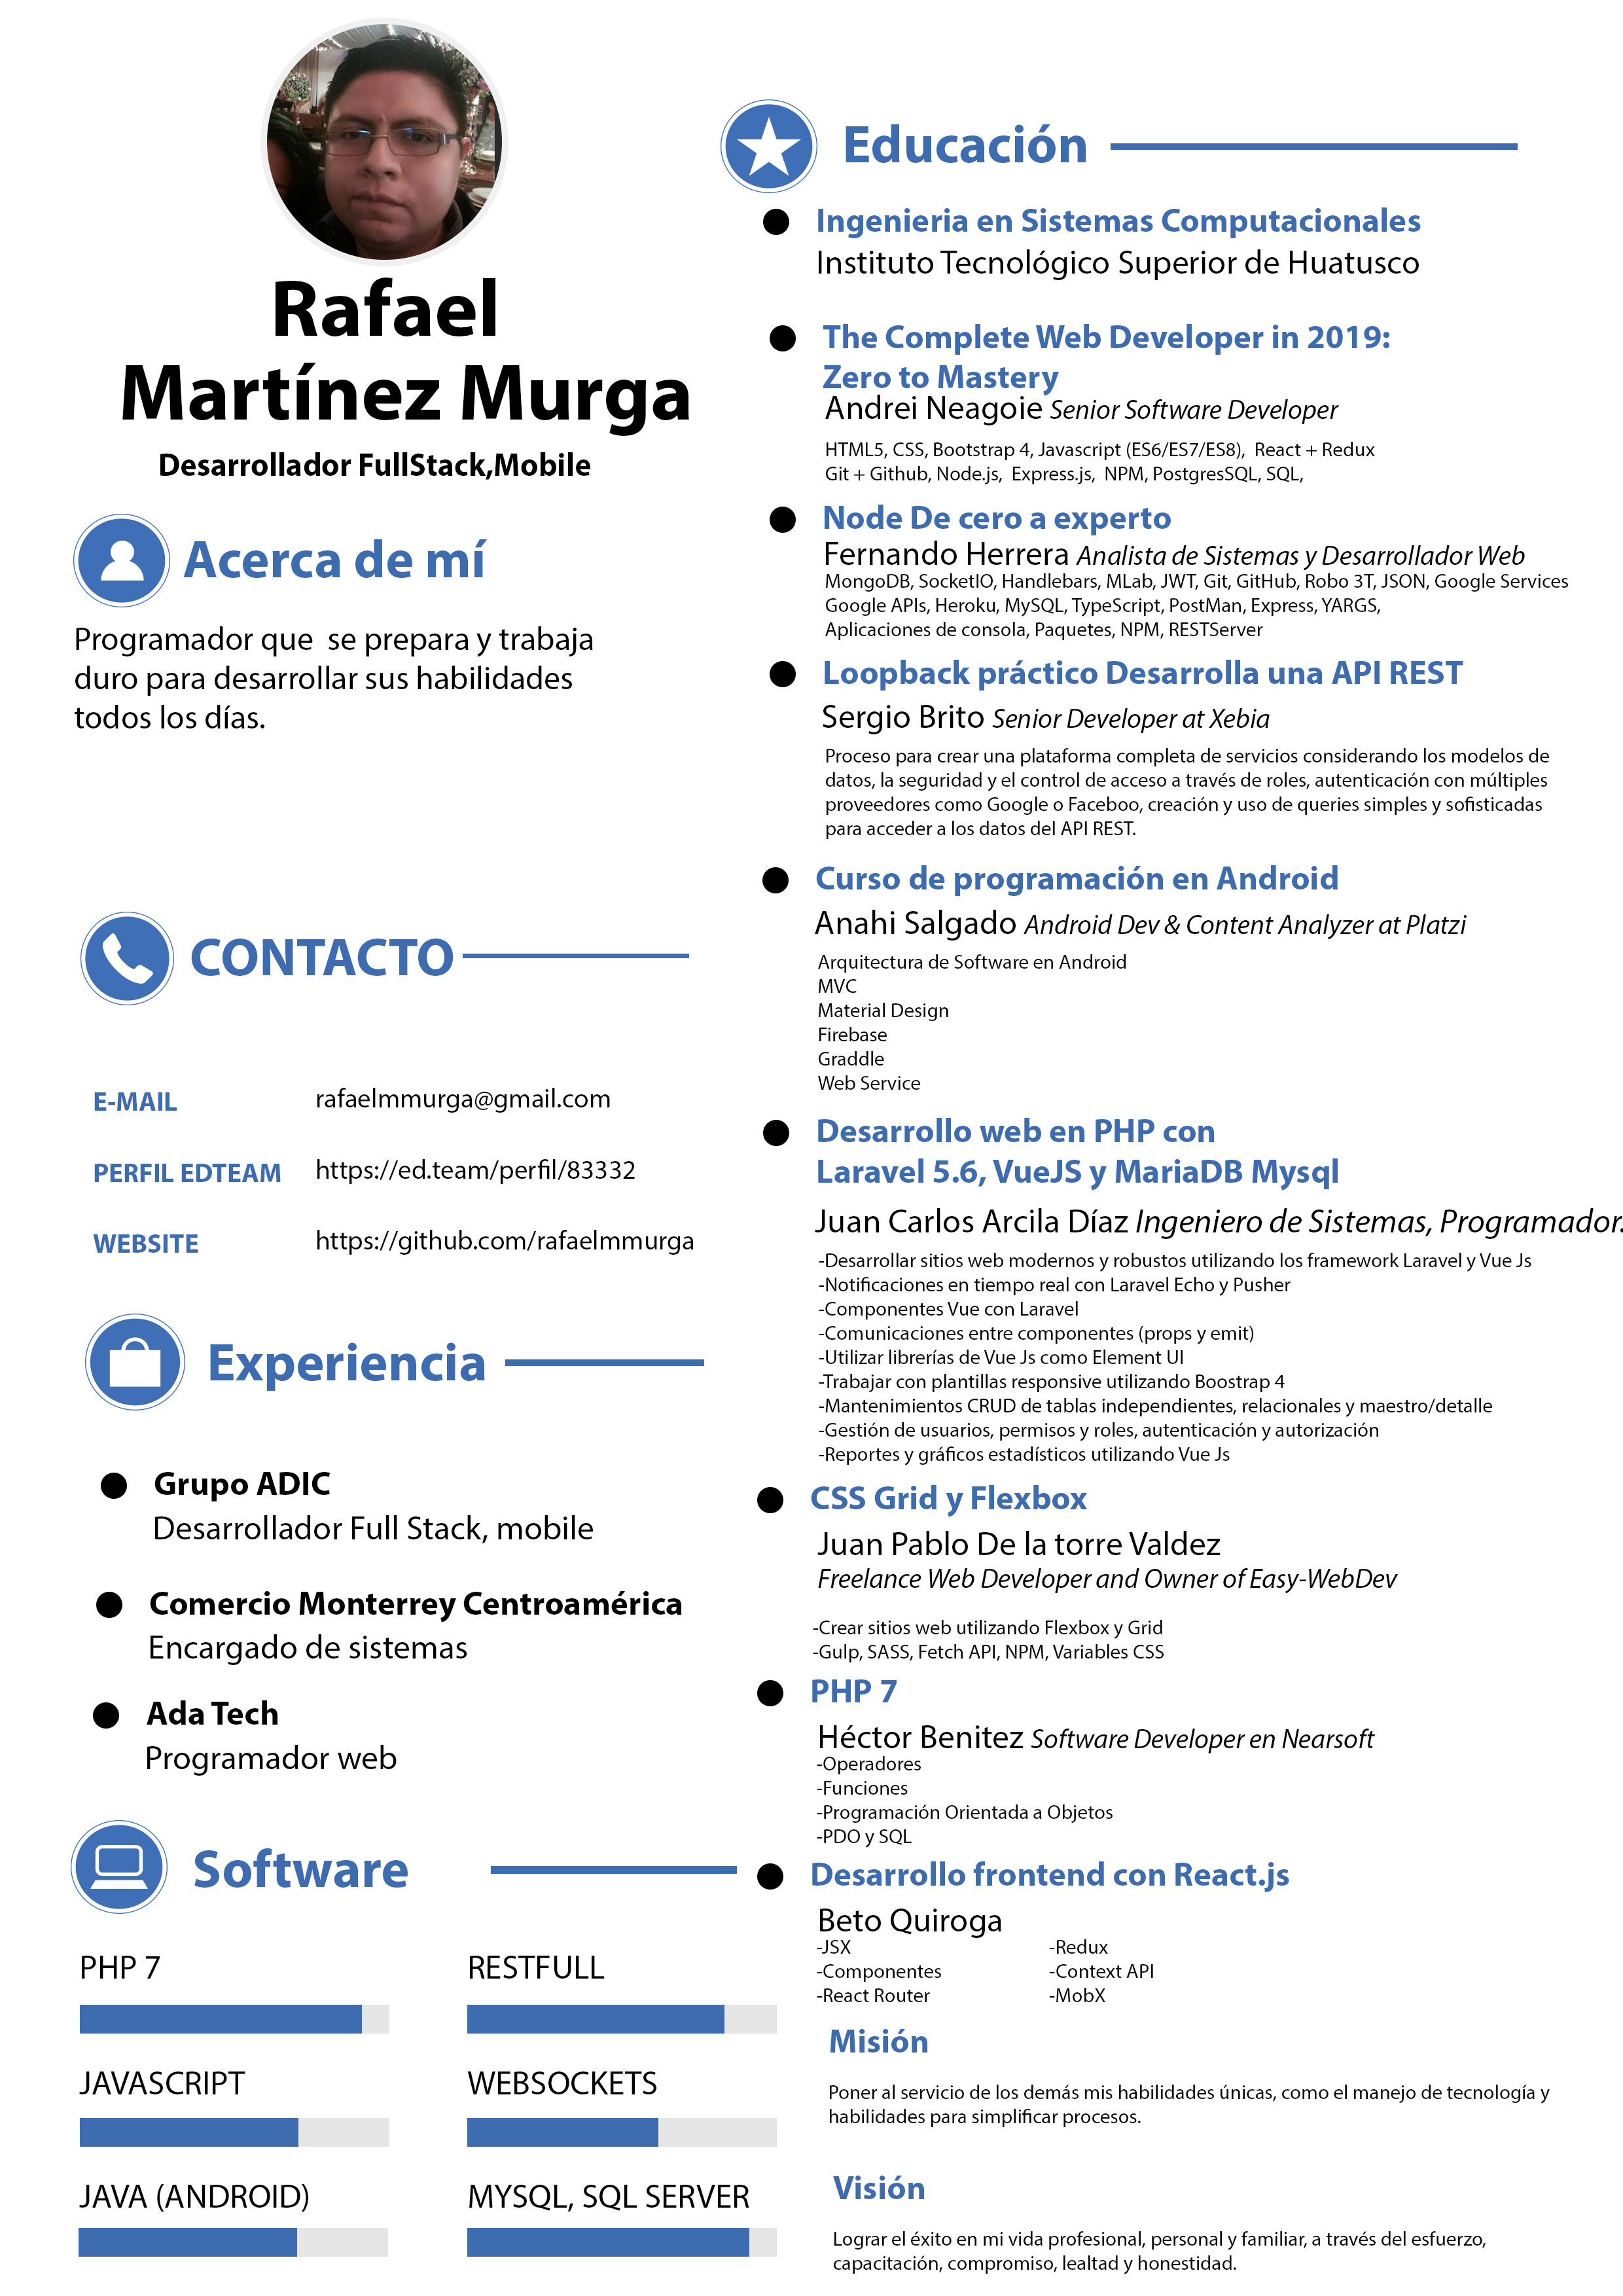 Rafael
Martínez Murga
Desarrollador FullStack,Mobile
Acerca de mí
Programador que  se prepara y trabaja
duro para desarrollar sus habilidades
todos los días.
CONTACTO
E-MAIL rafaelmmurga@gmail.com
PERFIL EDTEAM https://ed.team/perfil/83332
WEBSITE https://github.com/rafaelmmurga
Experiencia
Grupo ADIC
Desarrollador Full Stack, mobile
Comercio Monterrey Centroamérica
Encargado de sistemas
Ada Tech
Programador web
Software
PHP 7 RESTFULL
JAVASCRIPT WEBSOCKETS
JAVA (ANDROID) MYSQL, SQL SERVER
Educación
Ingenieria en Sistemas Computacionales
Instituto Tecnológico Superior de Huatusco
The Complete Web Developer in 2019:
Zero to Mastery
Andrei Neagoie Senior Software Developer
HTML5, CSS, Bootstrap 4, Javascript (ES6/ES7/ES8),  React + Redux
Git + Github, Node.js,  Express.js,  NPM, PostgresSQL, SQL,
Node De cero a experto
Fernando Herrera Analista de Sistemas y Desarrollador Web
MongoDB, SocketIO, Handlebars, MLab, JWT, Git, GitHub, Robo 3T, JSON, Google Services
Google APIs, Heroku, MySQL, TypeScript, PostMan, Express, YARGS,
Aplicaciones de consola, Paquetes, NPM, RESTServer
Loopback práctico Desarrolla una API REST
Sergio Brito Senior Developer at Xebia
Proceso para crear una plataforma completa de servicios considerando los modelos de
datos, la seguridad y el control de acceso a través de roles, autenticación con múltiples
proveedores como Google o Faceboo, creación y uso de queries simples y sofisticadas
para acceder a los datos del API REST.
Curso de programación en Android
Anahi Salgado Android Dev & Content Analyzer at Platzi
Arquitectura de Software en Android
MVC
Material Design
Firebase
Graddle
Web Service
Desarrollo web en PHP con
Laravel 5.6, VueJS y MariaDB Mysql
Juan Carlos Arcila Díaz Ingeniero de Sistemas, Programador.
-Desarrollar sitios web modernos y robustos utilizando los framework Laravel y Vue Js
-Notificaciones en tiempo real con Laravel Echo y Pusher
-Componentes Vue con Laravel
-Comunicaciones entre componentes (props y emit)
-Utilizar librerías de Vue Js como Element UI
-Trabajar con plantillas responsive utilizando Boostrap 4
-Mantenimientos CRUD de tablas independientes, relacionales y maestro/detalle
-Gestión de usuarios, permisos y roles, autenticación y autorización
-Reportes y gráficos estadísticos utilizando Vue Js
CSS Grid y Flexbox
Juan Pablo De la torre Valdez
Freelance Web Developer and Owner of Easy-WebDev
-Crear sitios web utilizando Flexbox y Grid
-Gulp, SASS, Fetch API, NPM, Variables CSS
PHP 7
Héctor Benitez Software Developer en Nearsoft
-Operadores
-Funciones
-Programación Orientada a Objetos
-PDO y SQL
Desarrollo frontend con React.js
Beto Quiroga
-JSX -Redux
-Componentes -Context API
-React Router -MobX
Misión
Poner al servicio de los demás mis habilidades únicas, como el manejo de tecnología y
habilidades para simplificar procesos.
Visión
Lograr el éxito en mi vida profesional, personal y familiar, a través del esfuerzo,
capacitación, compromiso, lealtad y honestidad.